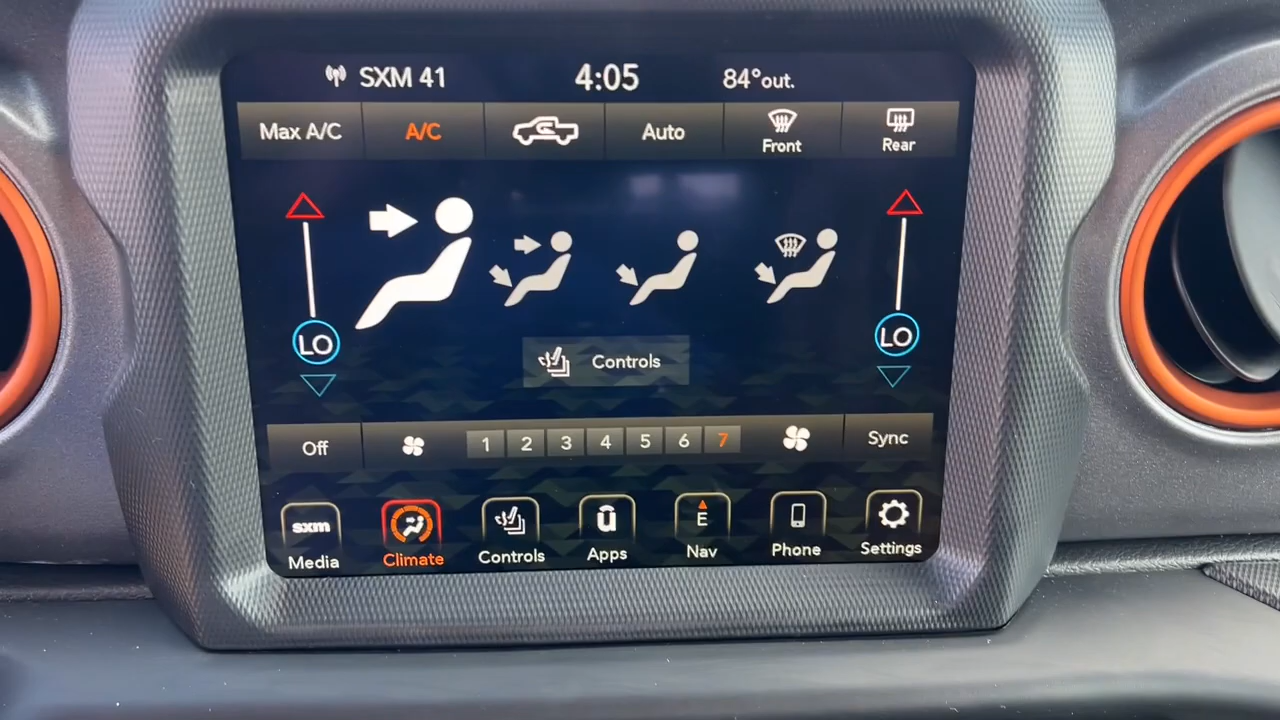 SXM 41 4:05 84°out.
Max A/C A/C Auto Front Rear
LO LO
Controls
Off 1 2 3 4 5 6 7 Sync
sxm û E
Media Climate Controls Apps Nav Phone Settings